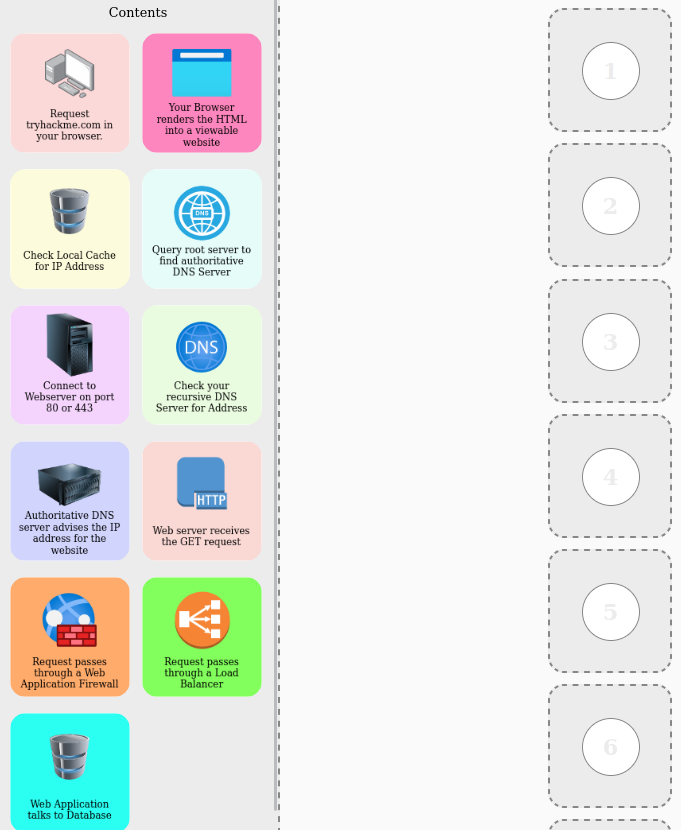 Contents
Request
tryhackme.com in
your browser.
Your Browser
renders the HTML
into a viewable
website
Check Local Cache
for IP Address
DNS
Query root server to
find authoritative
DNS Server
Connect to
Webserver on port
80 or 443
DNS
Check your
recursive DNS
Server for Address
Authoritative DNS
server advises the IP
address for the
website
HTTP
Web server receives
the GET request
Request passes
through a Web
Application Firewall
Request passes
through a Load
Balancer
Web Application
talks to Database
1
2
3
4
5
6